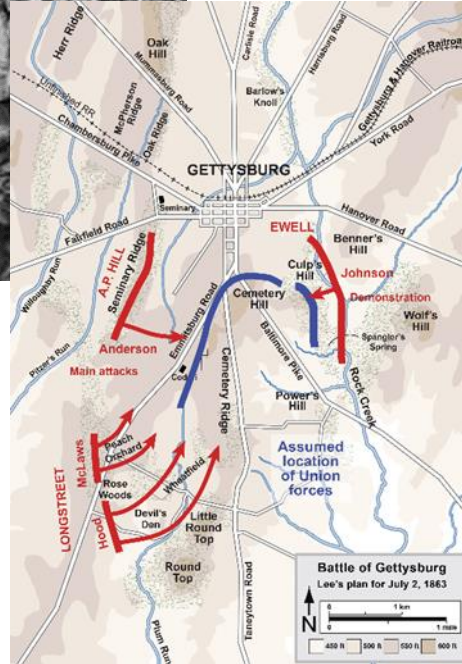 Herr Ridge
Oak
Hill
Mummasburg Road
Carlisle Road
Harrisburg Road
Gettysburg & Hanover Railroad
Unfinished RR
McPherson
Ridge
Oak Ridge
Barlow's
Knoll
Chambersburg Pike
York Road
GETTYSBURG
Seminary
Hanover Road
Fairfield Road
EWELL
Benner's
Hill
Willoughby Run
A.P. HILL
Seminary Ridge
Culp's
Hill
Johnson
Emmitsburg Road
Cemetery
Hill
Demonstration
Wolf's
Hill
Pitzer's Run
Anderson
Baltimore Pike
Spangler's
Spring
Main attacks
Cemetery Ridge
Rock Creek
Power's
Hill
McLaws
Peach
Orchard
LONGSTREET
Rose
Woods
Wheatfield
Assumed
location
of Union
forces
Hood
Devil's
Den
Little
Round
Top
Round
Top
Taneytown Road
Plum Run
Battle of Gettysburg
Lee's plan for July 2, 1863
N
0 1 km
0 1 mile
450 ft 500 ft 550 ft 600 ft